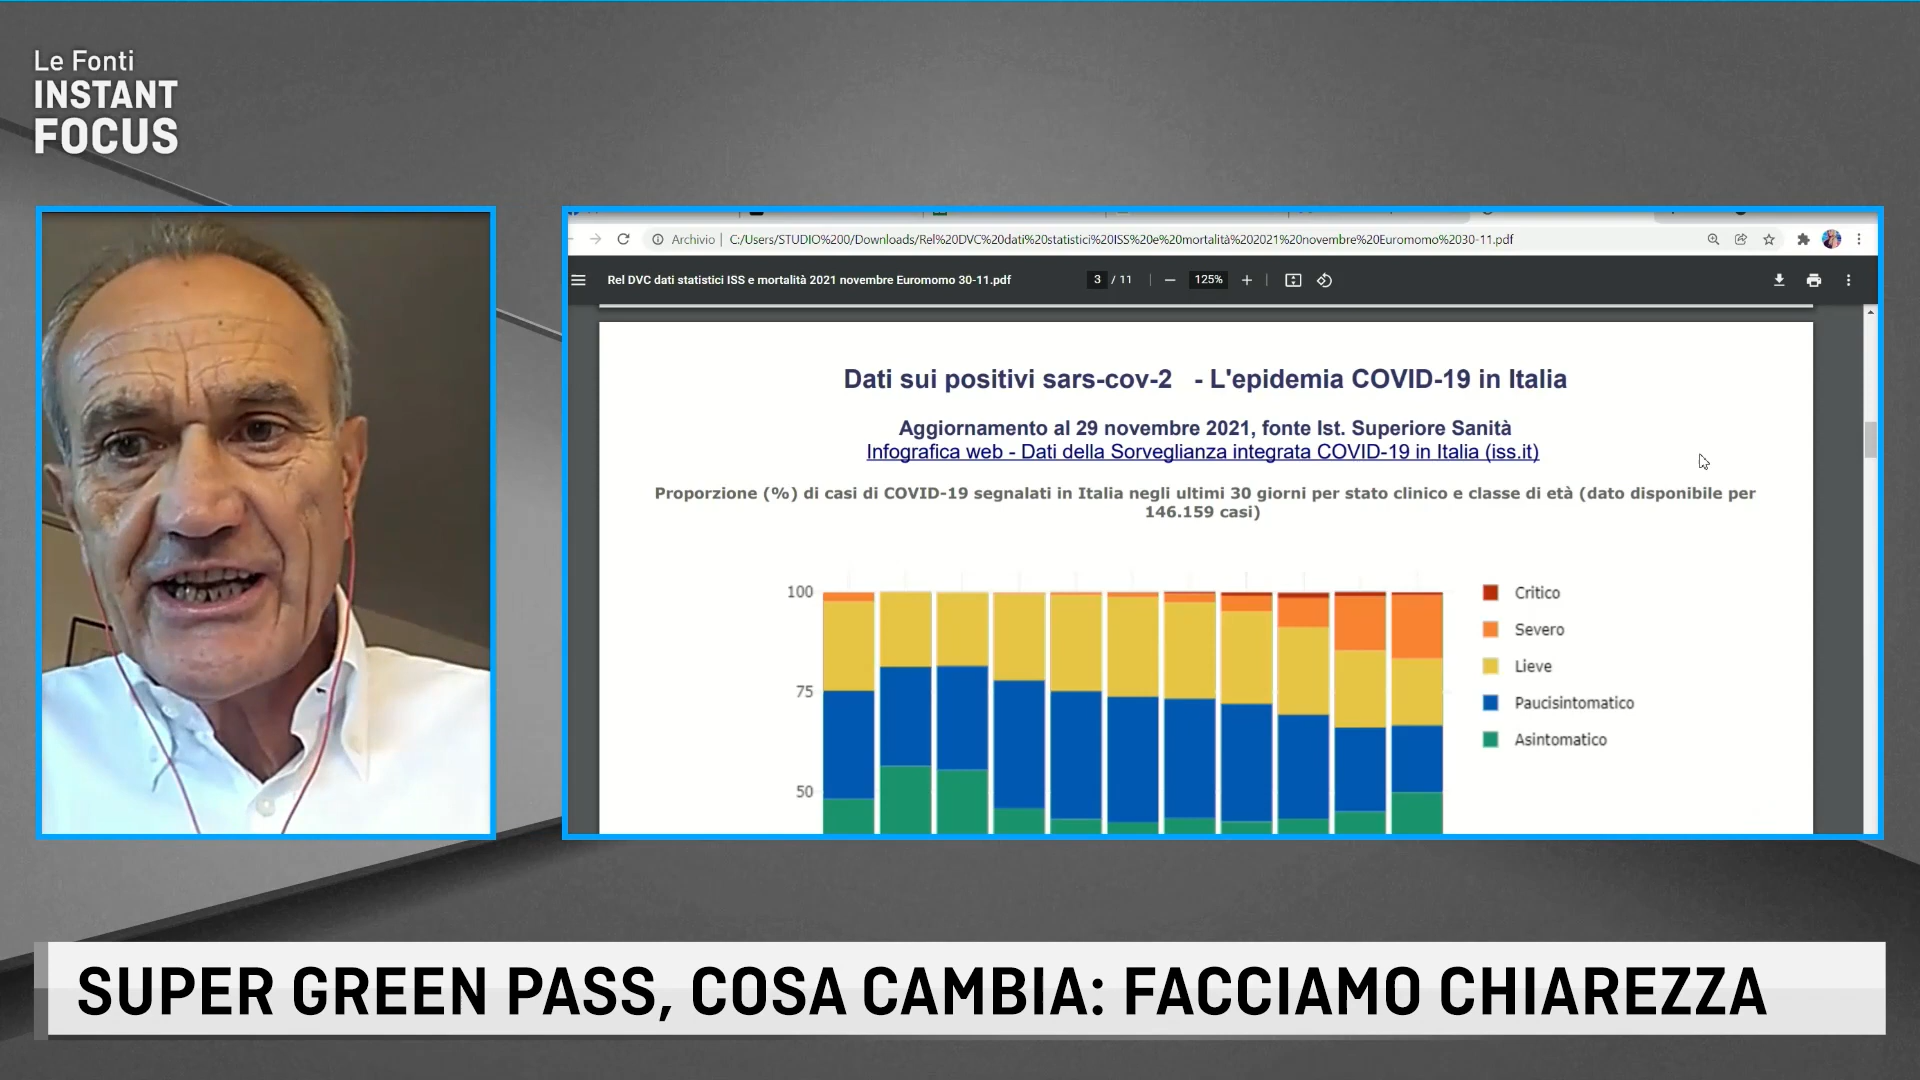 Le Fonti
INSTANT
FOCUS
Archivio | C:/Users/STUDIO%200/Downloads/Rel%20DVC%20dati%20statistici%20ISS%20e%20mortalità%202021%20novembre%20Euromomo%2030-11.pdf
Rel DVC dati statistici ISS e mortalità 2021 novembre Euromomo 30-11.pdf
3 / 11
125%
Dati sui positivi sars-cov-2 - L'epidemia COVID-19 in Italia
Aggiornamento al 29 novembre 2021, fonte Ist. Superiore Sanità
Infografica web - Dati della Sorveglianza integrata COVID-19 in Italia (iss.it)
Proporzione (%) di casi di COVID-19 segnalati in Italia negli ultimi 30 giorni per stato clinico e classe di età (dato disponibile per
146.159 casi)
100
75
50
Critico
Severo
Lieve
Paucisintomatico
Asintomatico
SUPER GREEN PASS, COSA CAMBIA: FACCIAMO CHIAREZZA